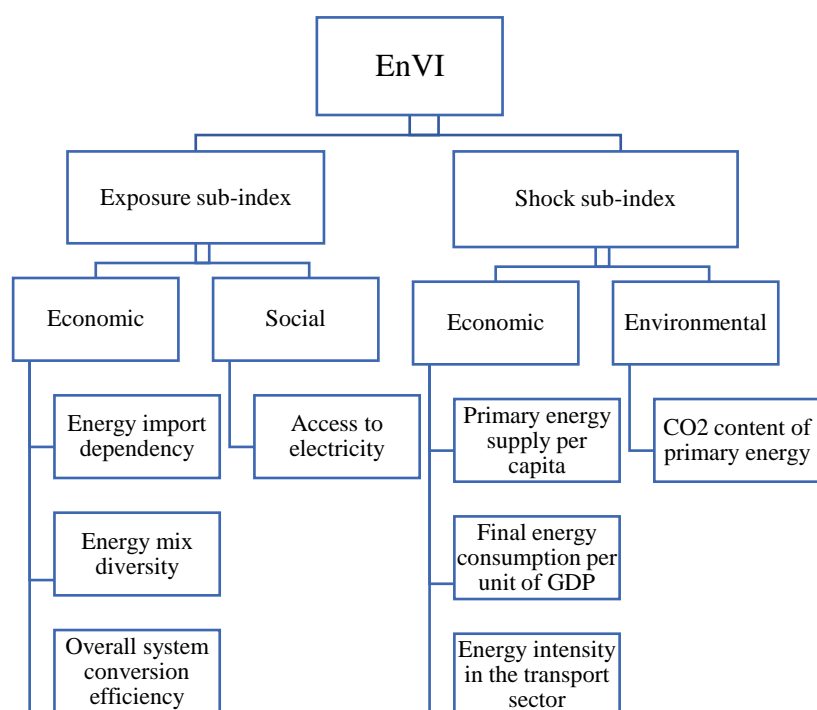 EnVI
Exposure sub-index
Shock sub-index
Economic
Social
Economic
Environmental
Energy import
dependency
Access to
electricity
Primary energy
supply per
capita
CO2 content of
primary energy
Energy mix
diversity
Final energy
consumption per
unit of GDP
Overall system
conversion
efficiency
Energy intensity
in the transport
sector